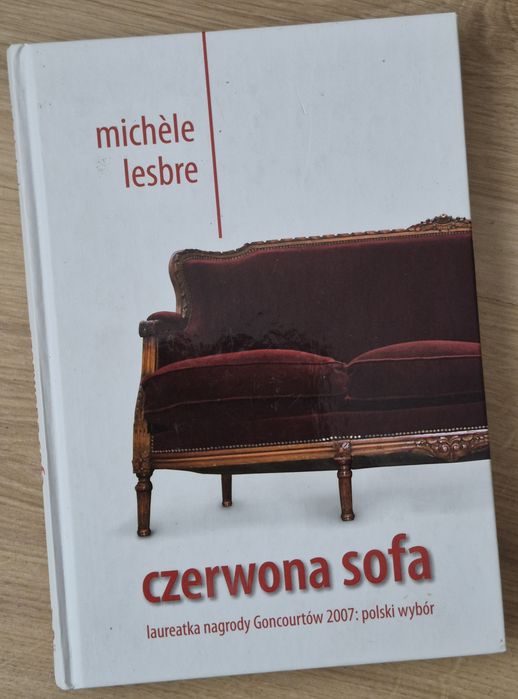 michèle
lesbre
czerwona sofa
laureatka nagrody Goncourtów 2007: polski wybór